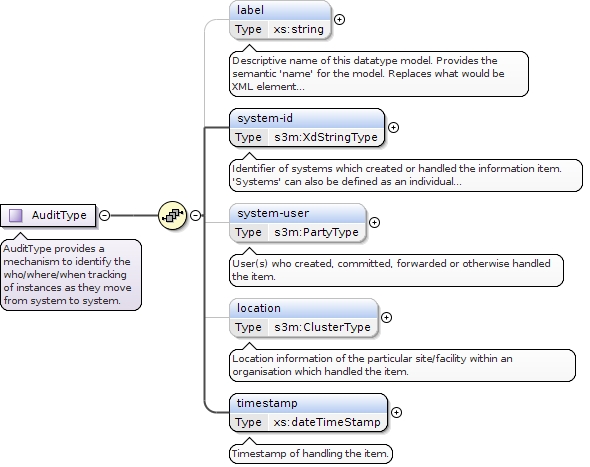 label
Type xs:string
Descriptive name of this datatype model. Provides the
semantic 'name' for the model. Replaces what would be
XML element...
system-id
Type s3m:XdStringType
Identifier of systems which created or handled the information item.
'Systems' can also be defined as an individual...
AuditType
AuditType provides a
mechanism to identify the
who/where/when tracking
of instances as they move
from system to system.
system-user
Type s3m:PartyType
User(s) who created, committed, forwarded or otherwise handled
the item.
location
Type s3m:ClusterType
Location information of the particular site/facility within an
organisation which handled the item.
timestamp
Type xs:dateTimeStamp
Timestamp of handling the item.